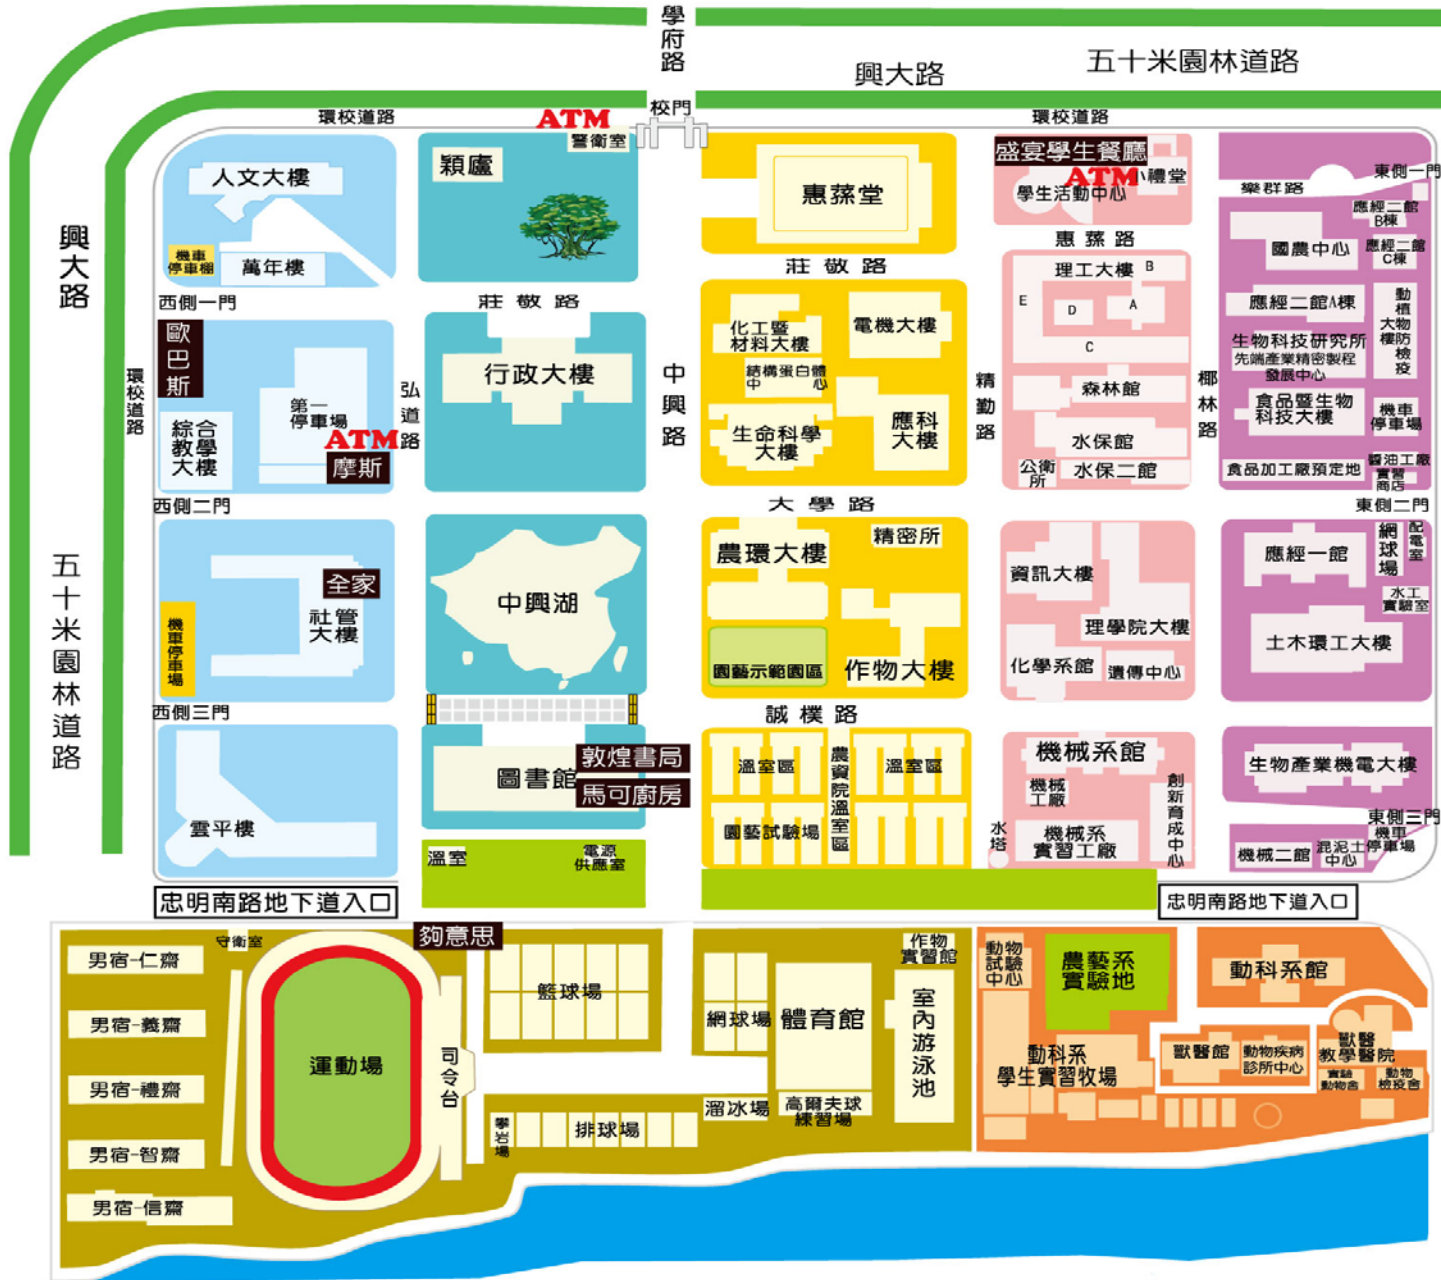 學府路
興大路
五十米園林道路
環校道路
ATM
校門
環校道路
警衛室
穎廬
人文大樓
機車
停車棚
萬年樓
惠蓀堂
盛宴學生餐廳
ATM
小禮堂
學生活動中心
東側一門
樂群路
應經二館
B棟
國農中心
應經二館
C棟
惠蓀路
莊敬路
莊敬路
西側一門
興大路
歐巴斯
環校道路
第一
停車場
ATM
摩斯
綜合
教學
大樓
弘道路
行政大樓
中興路
化工暨
材料大樓
電機大樓
結構蛋白體
中心
生命科學
大樓
應科
大樓
精勤路
理工大樓
B
E
D
A
C
森林館
水保館
公衛所
水保二館
椰林路
應經二館A棟
動植物防檢疫
大樓
生物科技研究所
先端產業精密製程
發展中心
食品暨生物
科技大樓
機車
停車場
食品加工廠預定地
醬油工廠
實習
商店
西側二門
大學路
東側二門
五十米園林道路
全家
社管
大樓
機車停車場
中興湖
農環大樓
精密所
園藝示範園區
作物大樓
資訊大樓
理學院大樓
化學系館
遺傳中心
應經一館
網球場
配電室
水工
實驗室
土木環工大樓
西側三門
誠樸路
雲平樓
圖書館
敦煌書局
馬可廚房
溫室區
農資院溫室區
溫室區
園藝試驗場
機械系館
機械
工廠
創新育成中心
水塔
機械系
實習工廠
生物產業機電大樓
東側三門
機械二館
混泥土
中心
機車
停車場
溫室
電源
供應室
忠明南路地下道入口
忠明南路地下道入口
守衛室
夠意思
男宿-仁齋
男宿-義齋
男宿-禮齋
男宿-智齋
男宿-信齋
運動場
司令台
籃球場
攀岩場
排球場
網球場
溜冰場
體育館
高爾夫球
練習場
作物
實習館
室內游泳池
動物
試驗
中心
農藝系
實驗地
動科系
學生實習牧場
動科系館
獸醫館
動物疾病
診所中心
獸醫
教學醫院
實驗
動物舍
動物
檢疫舍